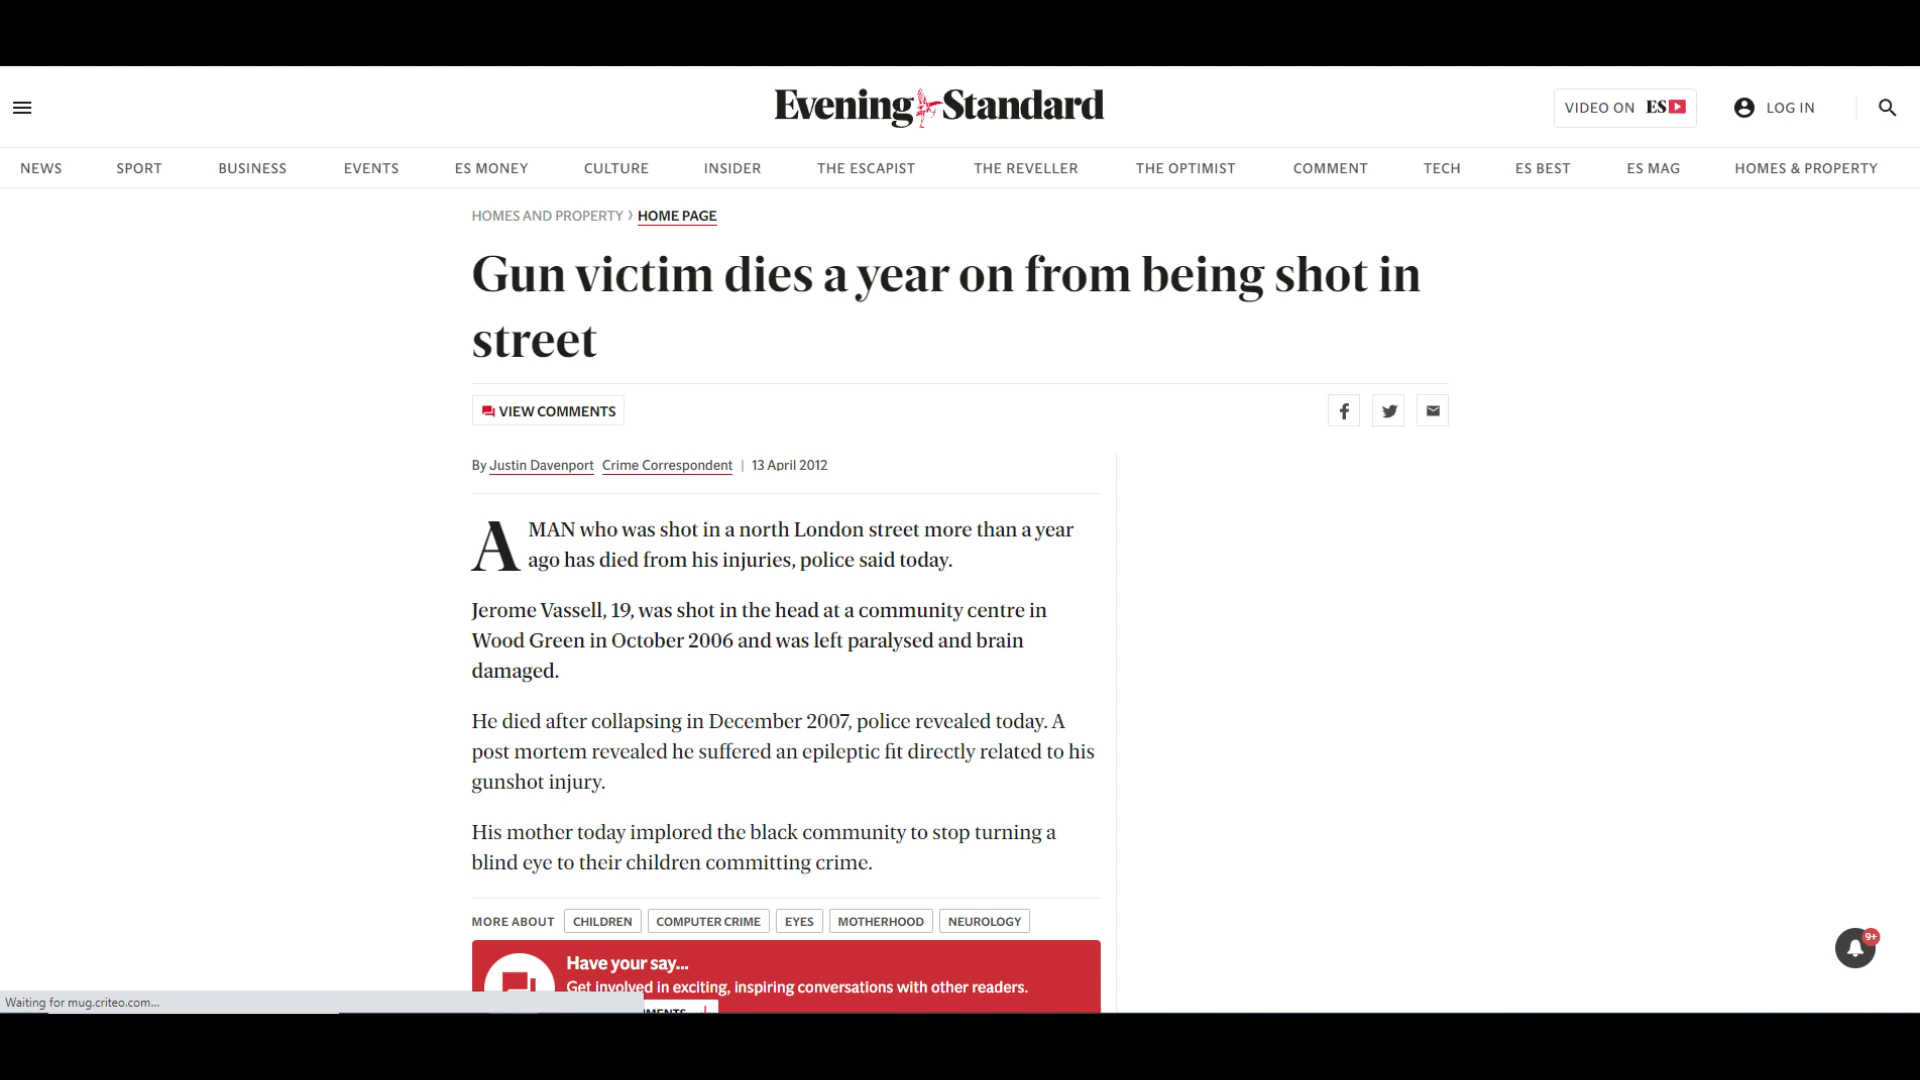 Evening Standard
VIDEO ON ES
LOG IN
NEWS SPORT BUSINESS EVENTS ES MONEY CULTURE INSIDER THE ESCAPIST THE REVELLER THE OPTIMIST COMMENT TECH ES BEST ES MAG HOMES & PROPERTY
HOMES AND PROPERTY › HOME PAGE
Gun victim dies a year on from being shot in
street
VIEW COMMENTS
By Justin Davenport Crime Correspondent | 13 April 2012
A MAN who was shot in a north London street more than a year
ago has died from his injuries, police said today.
Jerome Vassell, 19, was shot in the head at a community centre in
Wood Green in October 2006 and was left paralysed and brain
damaged.
He died after collapsing in December 2007, police revealed today. A
post mortem revealed he suffered an epileptic fit directly related to his
gunshot injury.
His mother today implored the black community to stop turning a
blind eye to their children committing crime.
MORE ABOUT CHILDREN COMPUTER CRIME EYES MOTHERHOOD NEUROLOGY
9+
Have your say...
Get involved in exciting, inspiring conversations with other readers.
Waiting for mug.criteo.com...